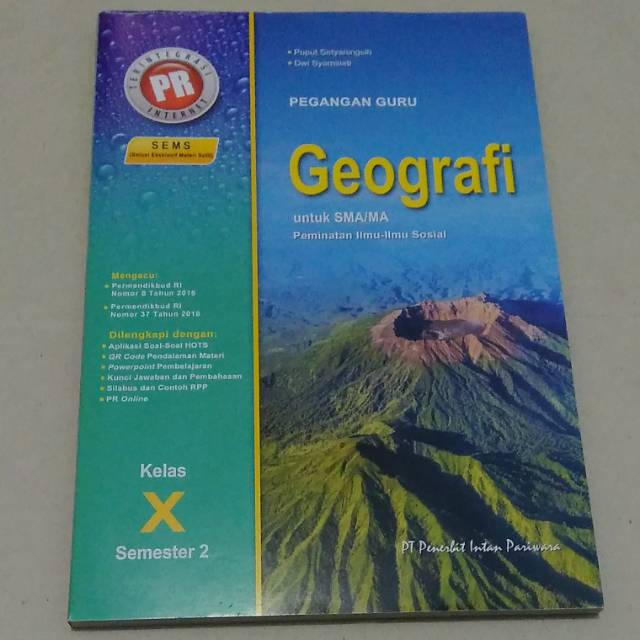 TERINTEGRASI
PR
INTERNET
SEMS
• Puput Setyaningsih
• Dwi Syamsiati
PEGANGAN GURU
Geografi
untuk SMA/MA
Peminatan Ilmu-Ilmu Sosial
Mengacu:
Permendikbud RI
Nomor 8 Tahun 2016
Permendikbud RI
Nomor 37 Tahun 2018
Dilengkapi dengan:
Aplikasi Soal-Soal HOTS
QR Code Pendalaman Materi
Powerpoint Pembelajaran
Kunci Jawaban dan Pembahasan
Silabus dan Contoh RPP
PR Online
Kelas
X
Semester 2
PT Penerbit Intan Pariwara